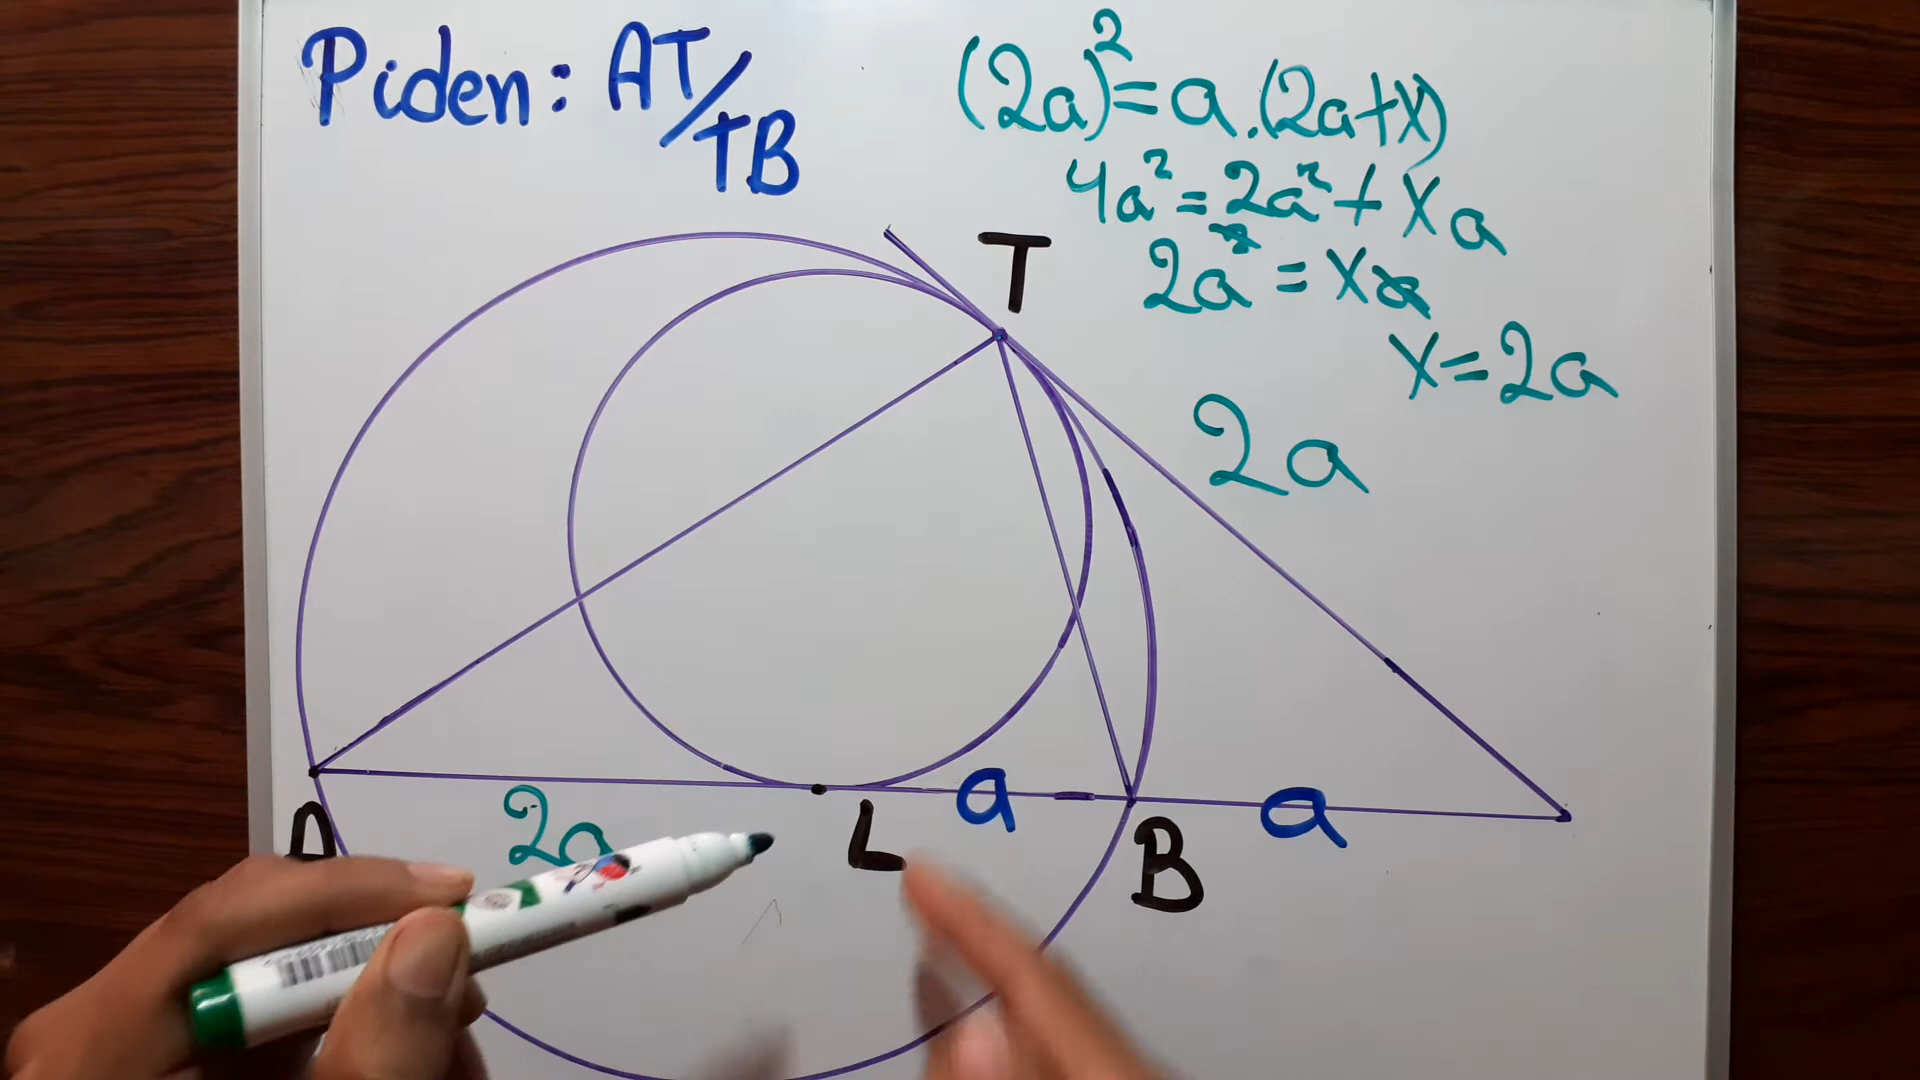 Piden: AT/TB
(2a)² = a.(2a+x)
4a² = 2a² + xa
2a² = xa
x = 2a
T
2a
A
2a
L
a
B
a